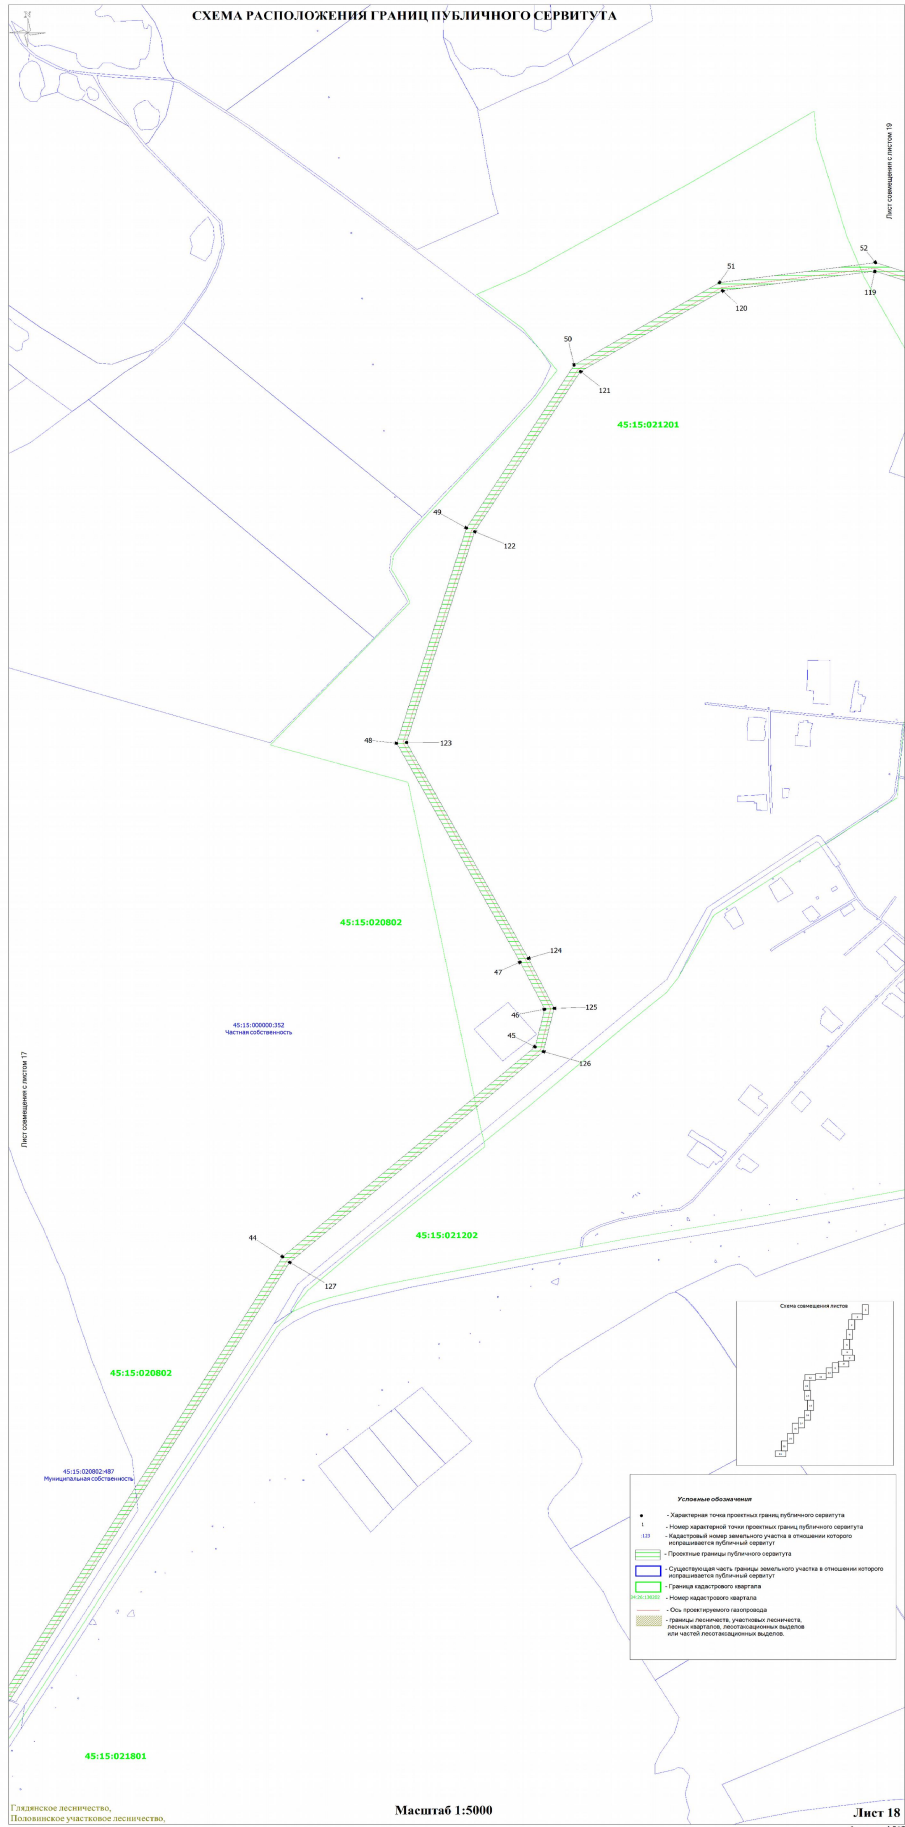 СХЕМА РАСПОЛОЖЕНИЯ ГРАНИЦ ПУБЛИЧНОГО СЕРВИТУТА
Лист совмещения с листом 19
52
51
119
120
50
121
45:15:021201
49
122
48
123
45:15:020802
124
47
125
46
45:15:000000:352
Частная собственность
45
126
Лист совмещения с листом 17
44
45:15:021202
127
Схема совмещения листов
45:15:020802
45:15:020802:487
Муниципальная собственность
Условные обозначения
- Характерная точка проектных границ публичного сервитута
1
- Номер характерной точки проектных границ публичного сервитута
:123
- Кадастровый номер земельного участка в отношении которого
испрашивается публичный сервитут
- Проектные границы публичного сервитута
- Существующая часть границы земельного участка в отношении которого
испрашивается публичный сервитут
- Граница кадастрового квартала
- Номер кадастрового квартала
- Ось проектируемого газопровода
- границы лесничеств, участковых лесничеств,
лесных кварталов, лесотаксационных выделов
или частей лесотаксационных выделов.
45:15:021801
Глядянское лесничество,
Половинское участковое лесничество,
Масштаб 1:5000
Лист 18